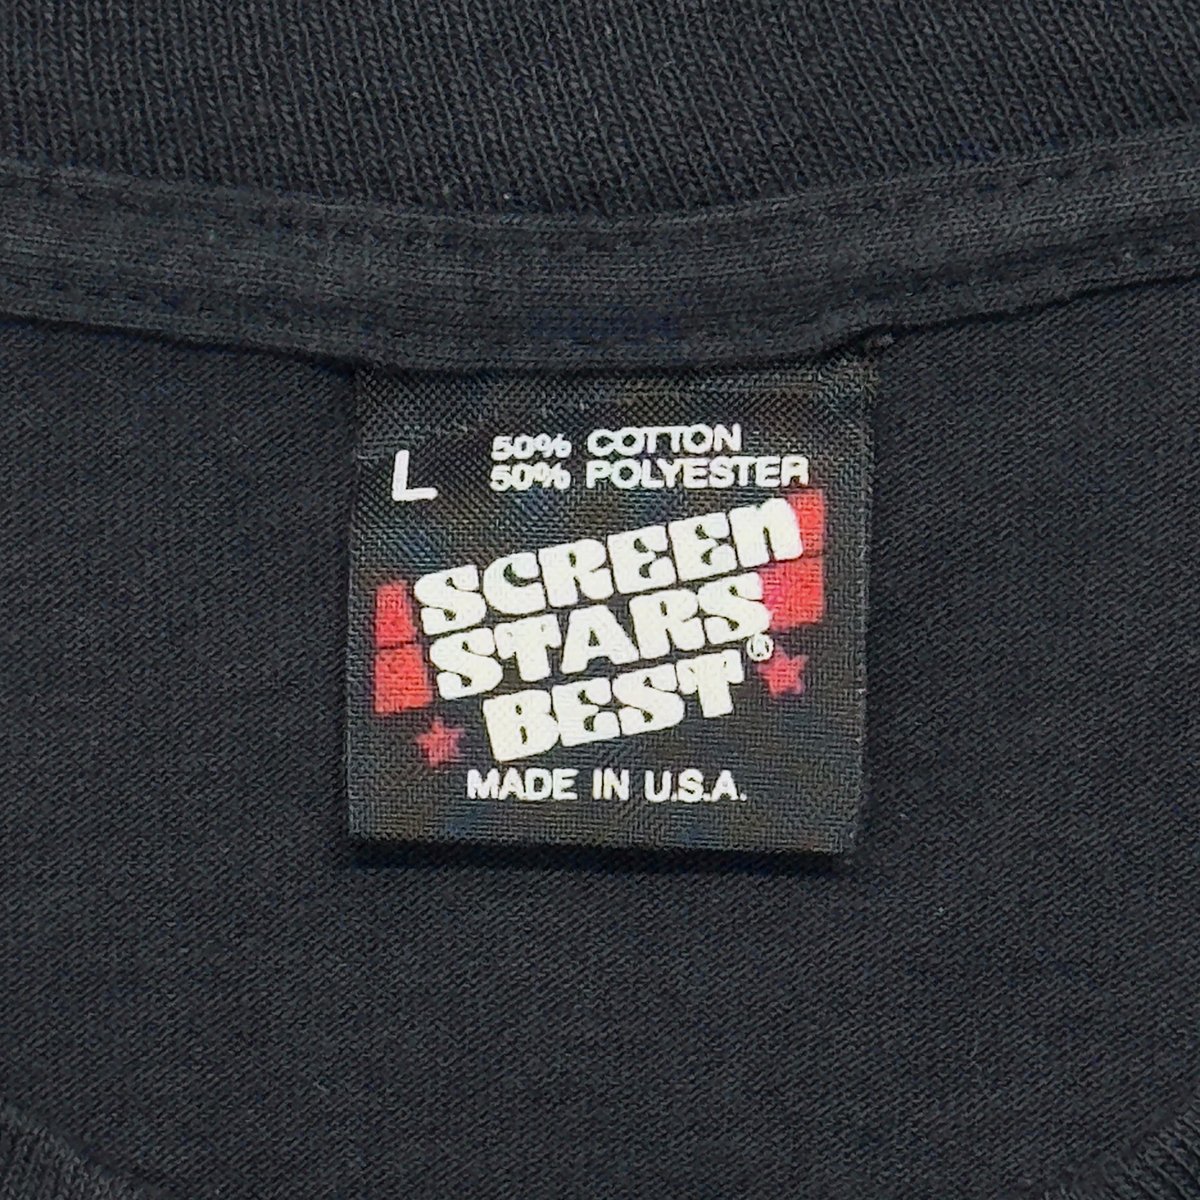 L
50% COTTON
50% POLYESTER
SCREEN
STARS
BEST®
MADE IN U.S.A.